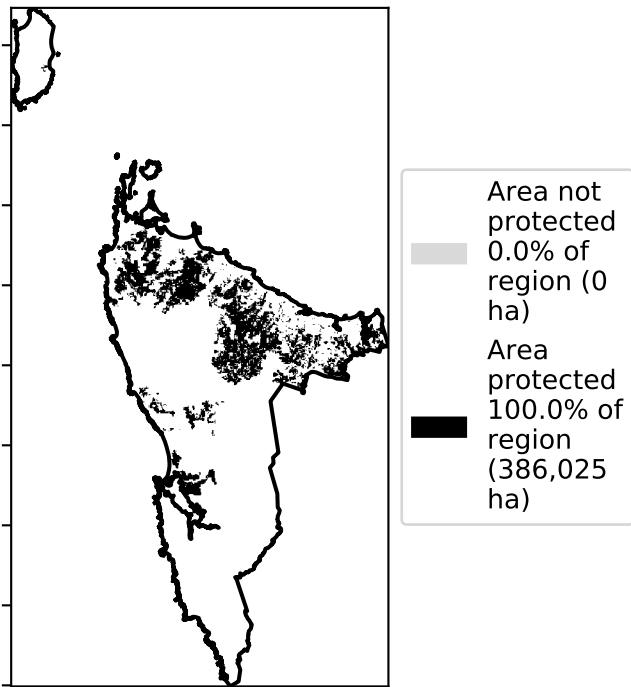 Area not
protected
0.0% of
region (0
ha)
Area
protected
100.0% of
region
(386,025
ha)